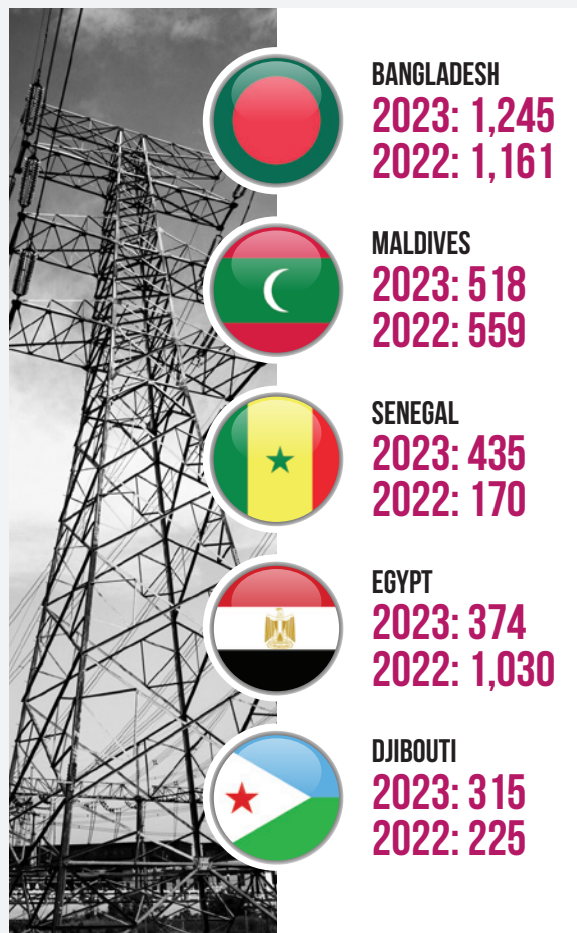 BANGLADESH
2023: 1,245
2022: 1,161
MALDIVES
2023: 518
2022: 559
SENEGAL
2023: 435
2022: 170
EGYPT
2023: 374
2022: 1,030
DJIBOUTI
2023: 315
2022: 225